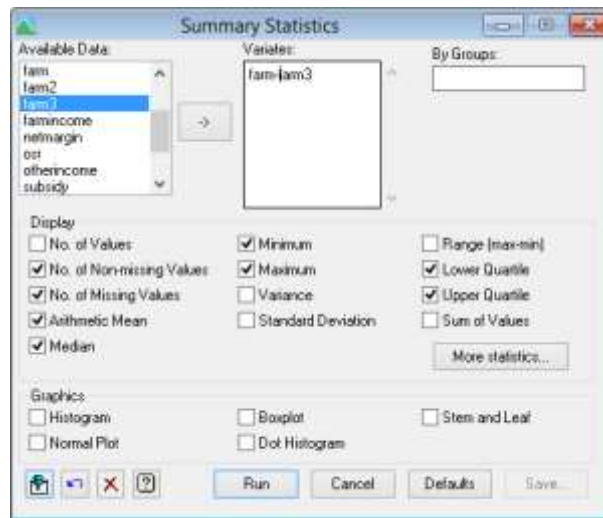 Summary Statistics
Available Data:
farm
farm2
farm3
farmincome
netmargin
osr
otherincome
subsidy
->
Variates:
farm-farm3
By Groups:
Display
No. of Values
No. of Non-missing Values
No. of Missing Values
Arithmetic Mean
Median
Minimum
Maximum
Variance
Standard Deviation
Range (max-min)
Lower Quartile
Upper Quartile
Sum of Values
More statistics...
Graphics
Histogram
Normal Plot
Boxplot
Dot Histogram
Stem and Leaf
?
Run
Cancel
Defaults
Save...